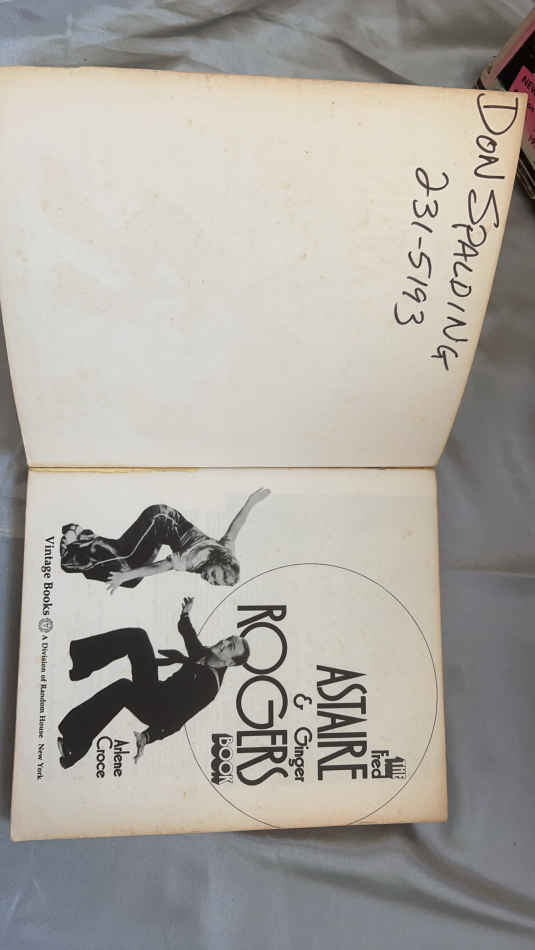 DON SPALDING
231-5193
THE
Fred
ASTAIRE
& Ginger
ROGERS
BOOK
Arlene
Croce
Vintage Books A Division of Random House New York
NEW